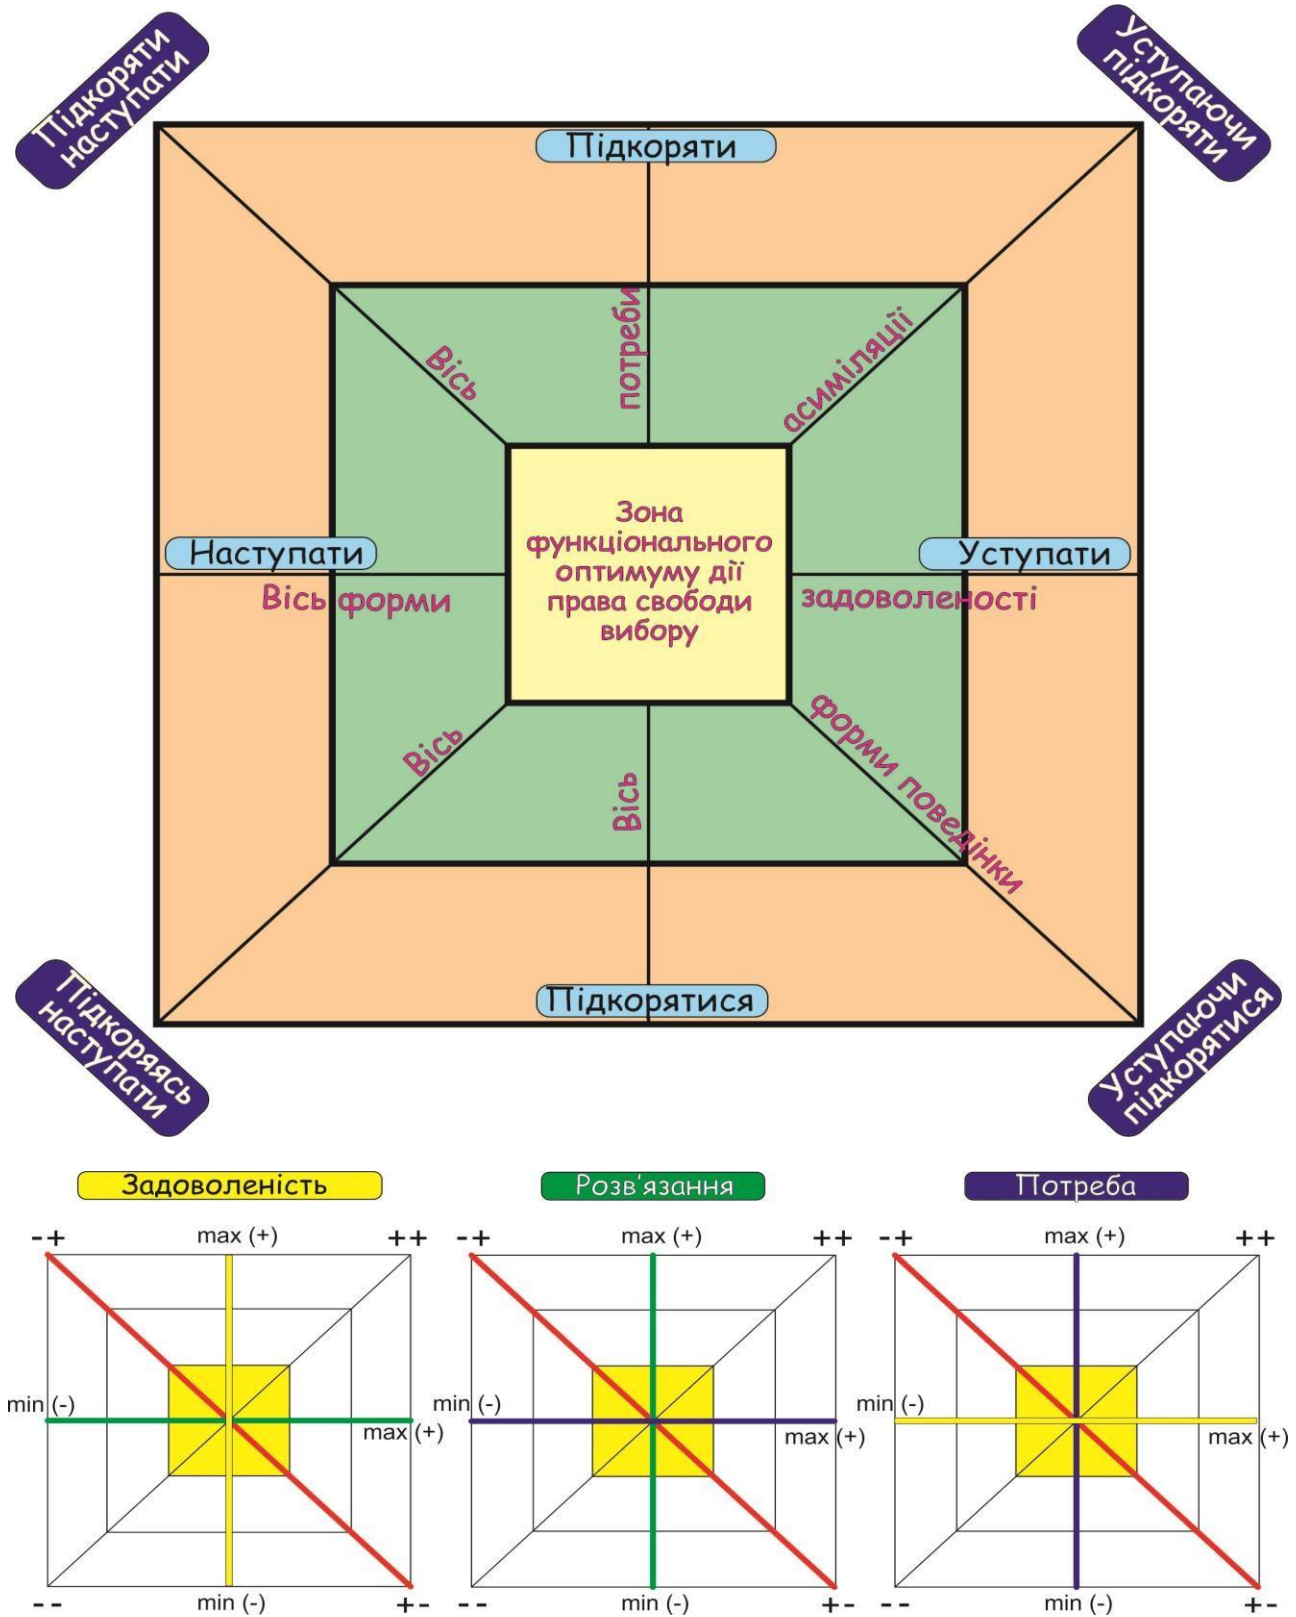 Підкоряти
наступати
Уступаючи
підкоряти
Підкоряти
Вісь
потреби
асиміляції
Зона
функціонального
оптимуму дії
права свободи
вибору
Наступати
Уступати
Вісь форми
задоволеності
Вісь
Вісь
форми поведінки
Підкорятися
Підкоряясь
наступати
Уступаючи
підкорятися
Задоволеність
Розв'язання
Потреба
-+
max (+)
++
-+
max (+)
++
-+
max (+)
++
min (-)
max (+)
min (-)
max (+)
min (-)
max (+)
--
min (-)
+-
--
min (-)
+-
--
min (-)
+-